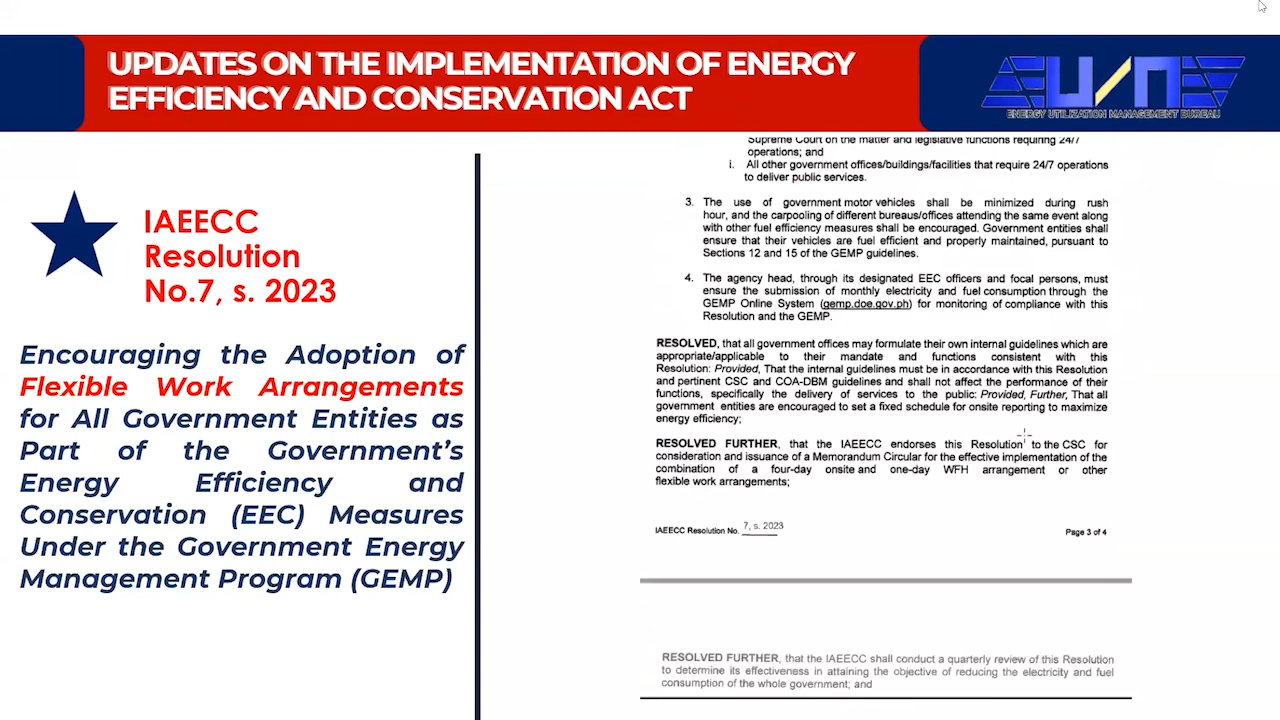 UPDATES ON THE IMPLEMENTATION OF ENERGY
EFFICIENCY AND CONSERVATION ACT
ENERGY UTILIZATION MANAGEMENT BUREAU
IAEECC
Resolution
No.7, s. 2023
Encouraging the Adoption of
Flexible Work Arrangements
for All Government Entities as
Part of the Government's
Energy Efficiency and
Conservation (EEC) Measures
Under the Government Energy
Management Program (GEMP)
Supreme Court on the matter and legislative functions requiring 24/7
operations; and
i. All other government offices/buildings/facilities that require 24/7 operations
to deliver public services.
3. The use of government motor vehicles shall be minimized during rush
hour, and the carpooling of different bureaus/offices attending the same event along
with other fuel efficiency measures shall be encouraged. Government entities shall
ensure that their vehicles are fuel efficient and properly maintained, pursuant to
Sections 12 and 15 of the GEMP guidelines.
4. The agency head, through its designated EEC officers and focal persons, must
ensure the submission of monthly electricity and fuel consumption through the
GEMP Online System (gemp.doe.gov.ph) for monitoring of compliance with this
Resolution and the GEMP.
RESOLVED, that all government offices may formulate their own internal guidelines which are
appropriate/applicable to their mandate and functions consistent with this
Resolution: Provided, That the internal guidelines must be in accordance with this Resolution
and pertinent CSC and COA-DBM guidelines and shall not affect the performance of their
functions, specifically the delivery of services to the public: Provided, Further, That all
government entities are encouraged to set a fixed schedule for onsite reporting to maximize
energy efficiency;
RESOLVED FURTHER, that the IAEECC endorses this Resolution to the CSC for
consideration and issuance of a Memorandum Circular for the effective implementation of the
combination of a four-day onsite and one-day WFH arrangement or other
flexible work arrangements;
IAEECC Resolution No. 7, s. 2023
Page 3 of 4
RESOLVED FURTHER, that the IAEECC shall conduct a quarterly review of this Resolution
to determine its effectiveness in attaining the objective of reducing the electricity and fuel
consumption of the whole government; and